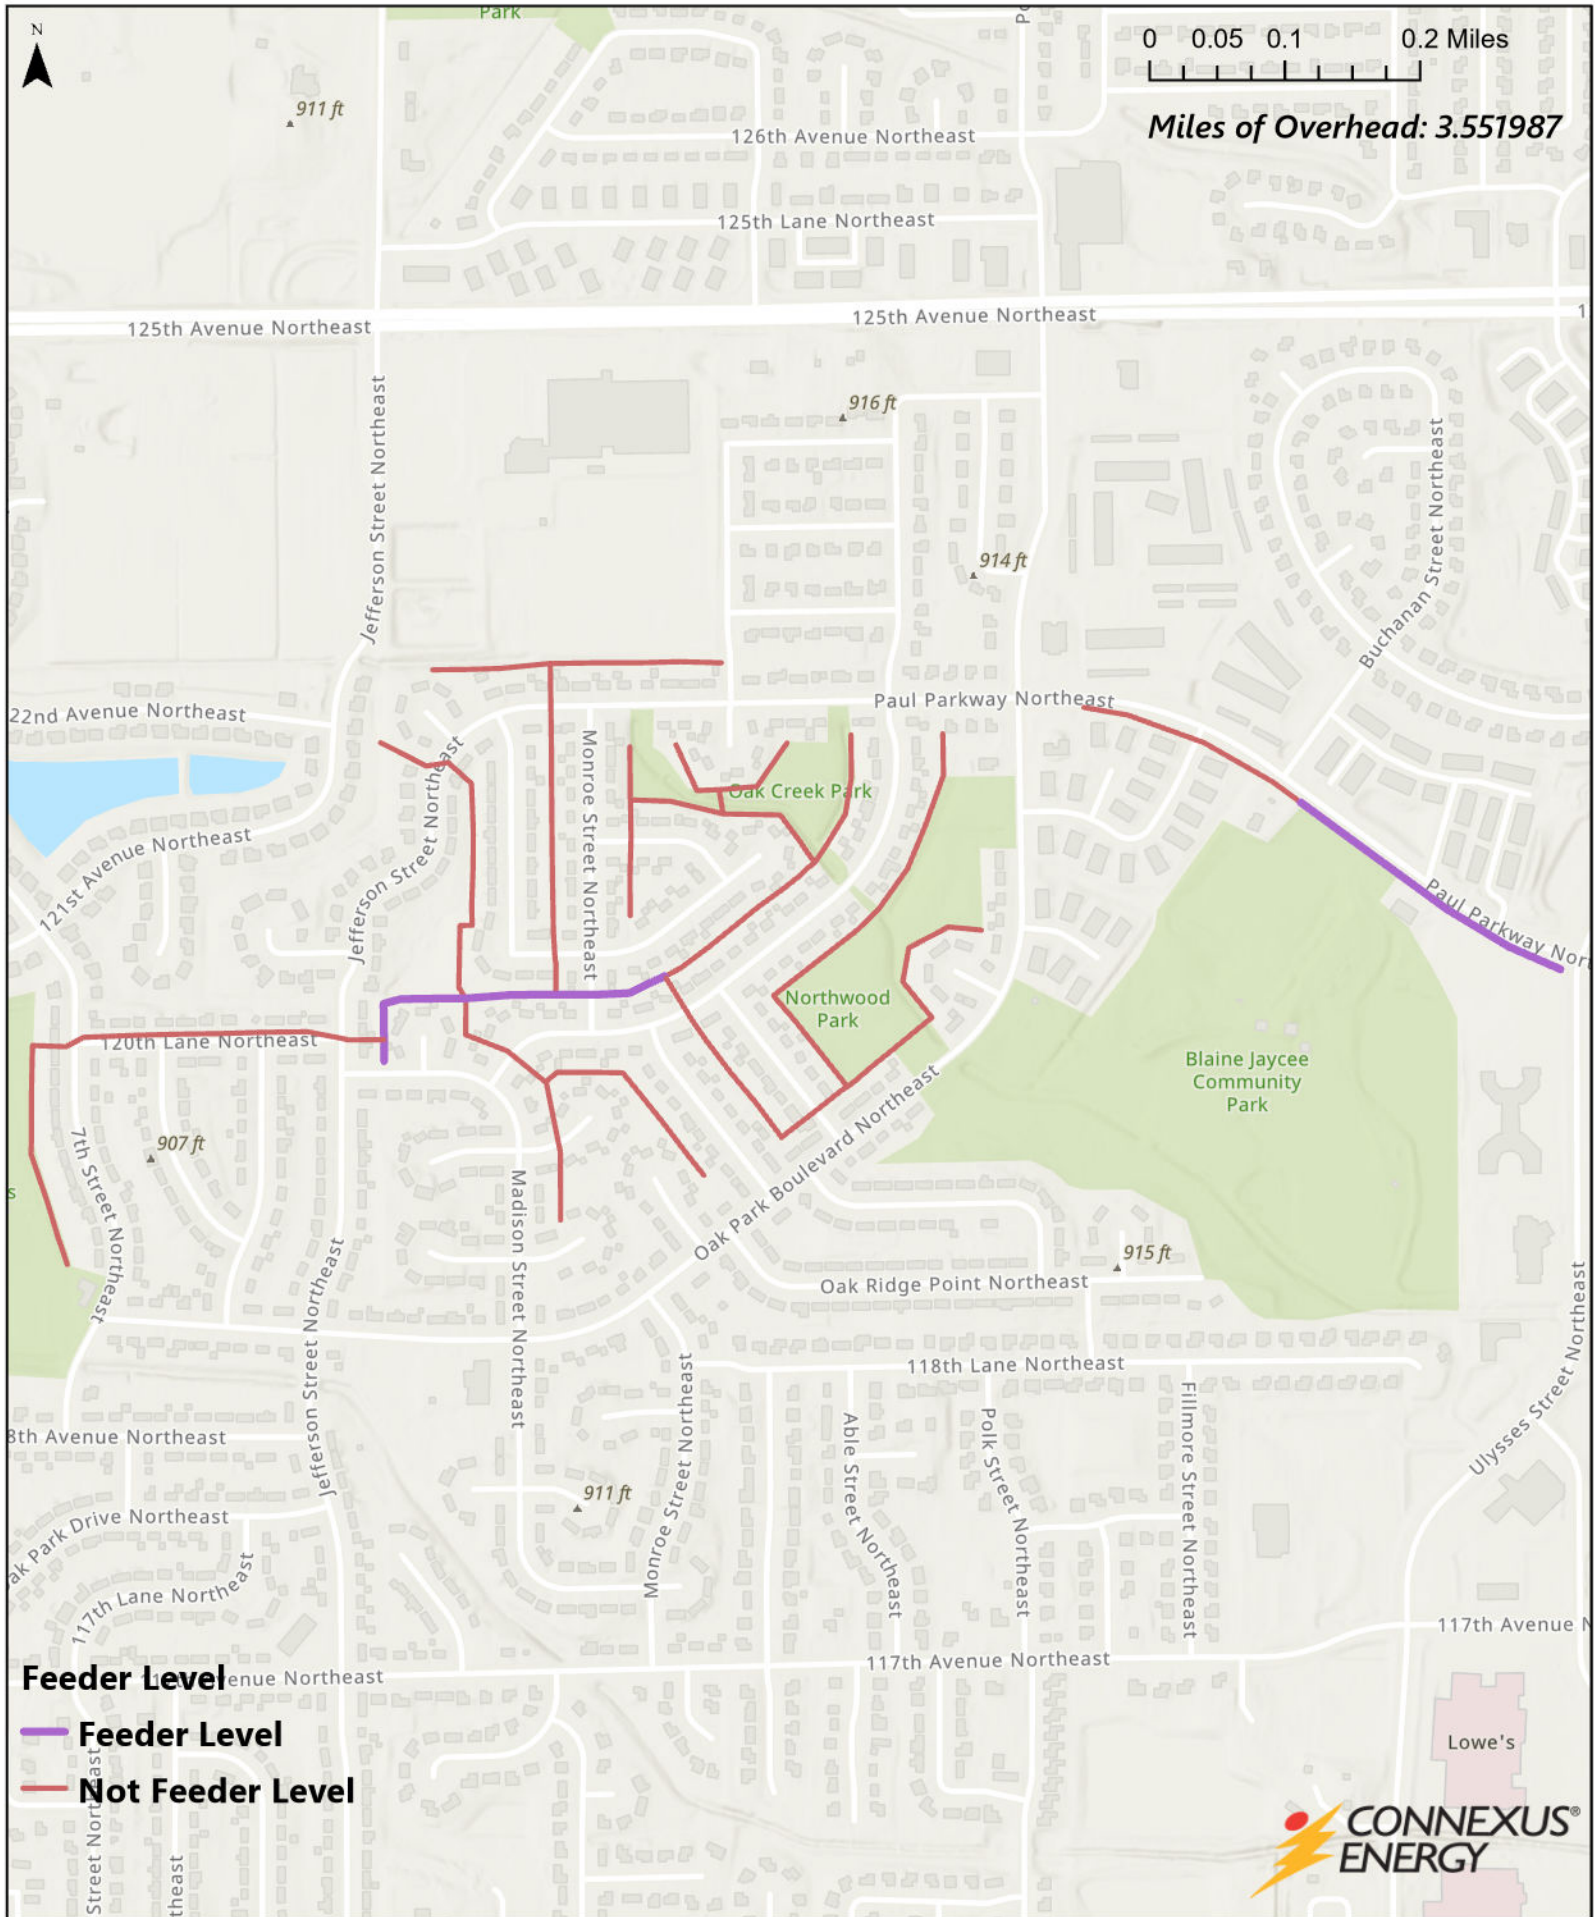 N
Park
0 0.05 0.1 0.2 Miles
Miles of Overhead: 3.551987
911 ft
126th Avenue Northeast
125th Lane Northeast
125th Avenue Northeast
125th Avenue Northeast
1
Jefferson Street Northeast
916 ft
914 ft
Buchanan Street Northeast
Paul Parkway Northeast
22nd Avenue Northeast
Monroe Street Northeast
Jefferson Street Northeast
Oak Creek Park
121st Avenue Northeast
Paul Parkway Nort
Northwood
Park
120th Lane Northeast
Blaine Jaycee
Community
Park
907 ft
7th Street Northeast
s
Madison Street Northeast
Oak Park Boulevard Northeast
915 ft
Oak Ridge Point Northeast
Jefferson Street Northeast
118th Lane Northeast
Ulysses Street Northeast
8th Avenue Northeast
Monroe Street Northeast
Able Street Northeast
Polk Street Northeast
Fillmore Street Northeast
911 ft
ak Park Drive Northeast
117th Lane Northeast
117th Avenue N
117th Avenue Northeast
Feeder Level
enue Northeast
Feeder Level
Not Feeder Level
Street Northeast
theast
Lowe's
CONNEXUS®
ENERGY